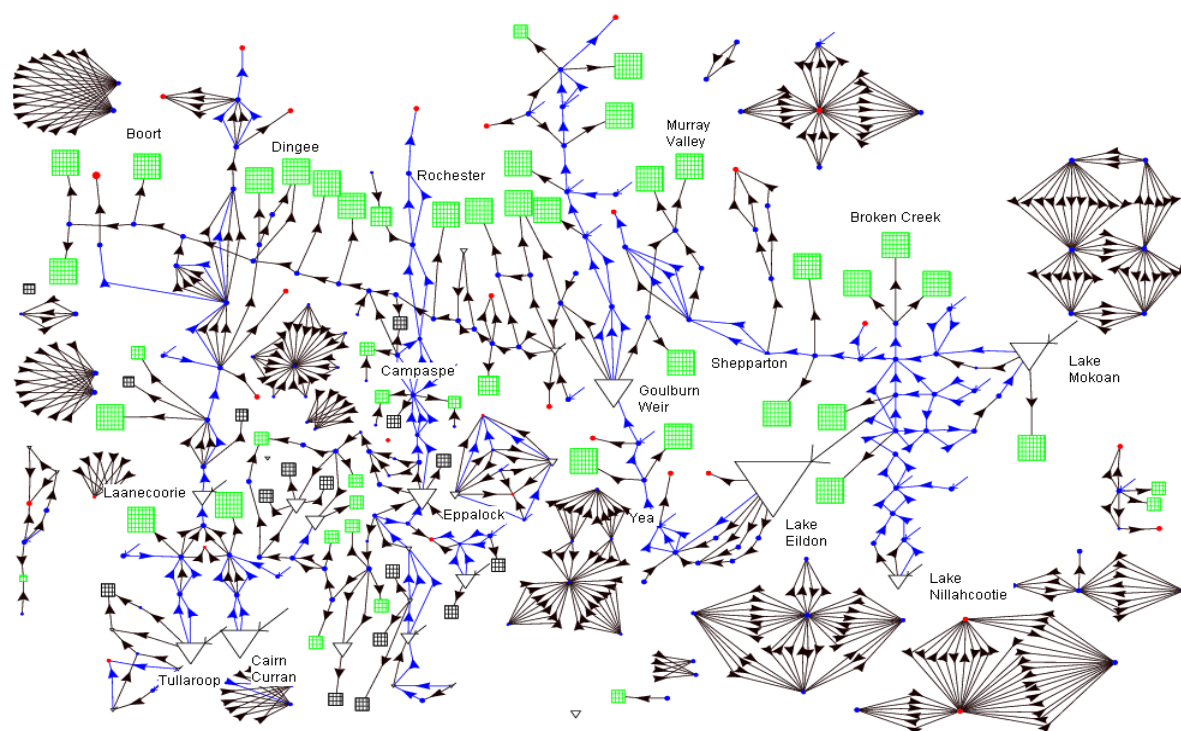 Boort
Dingee
Murray
Valley
Rochester
Broken Creek
Campaspe
Shepparton
Lake
Mokoan
Goulburn
Weir
Laanecoorie
Eppalock
Yea
Lake
Eildon
Lake
Nillahcootie
Cairn
Curran
Tullaroop